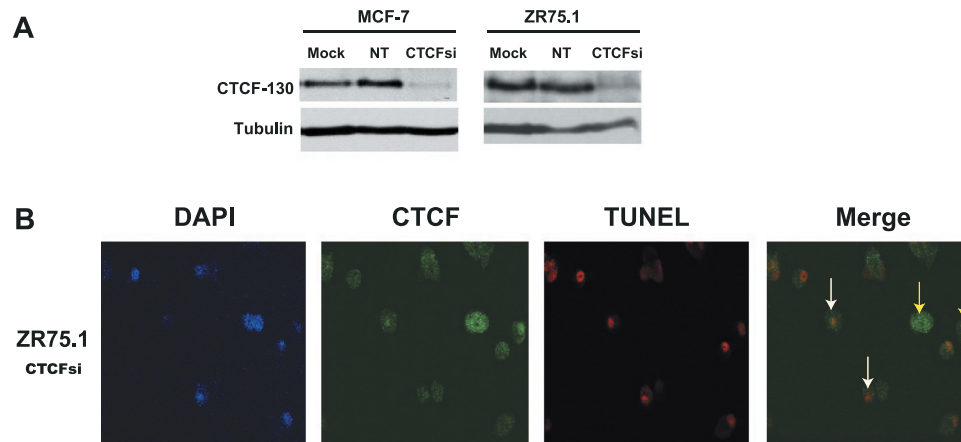 A
MCF-7 ZR75.1
Mock NT CTCFsi Mock NT CTCFsi
CTCF-130
Tubulin
B
DAPI CTCF TUNEL Merge
ZR75.1
CTCFsi